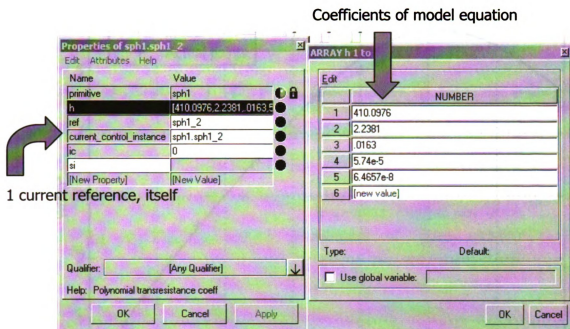 Coefficients of model equation
Properties of sph1.sph1_2
Edit Attributes Help
Name Value
primitive sph1
h [410.0976,2.2381,.0163,5
ref sph1_2
current_control_instance sph1.sph1_2
ic 0
si
[New Property] [New Value]
1 current reference, itself
Qualifier: [Any Qualifier]
Help: Polynomial transresistance coeff
OK Cancel Apply
ARRAY h 1 to
Edit
NUMBER
1 410.0976
2 2.2381
3 .0163
4 5.74e-5
5 6.4657e-8
6 [new value]
Type: Default:
Use global variable:
OK Cancel